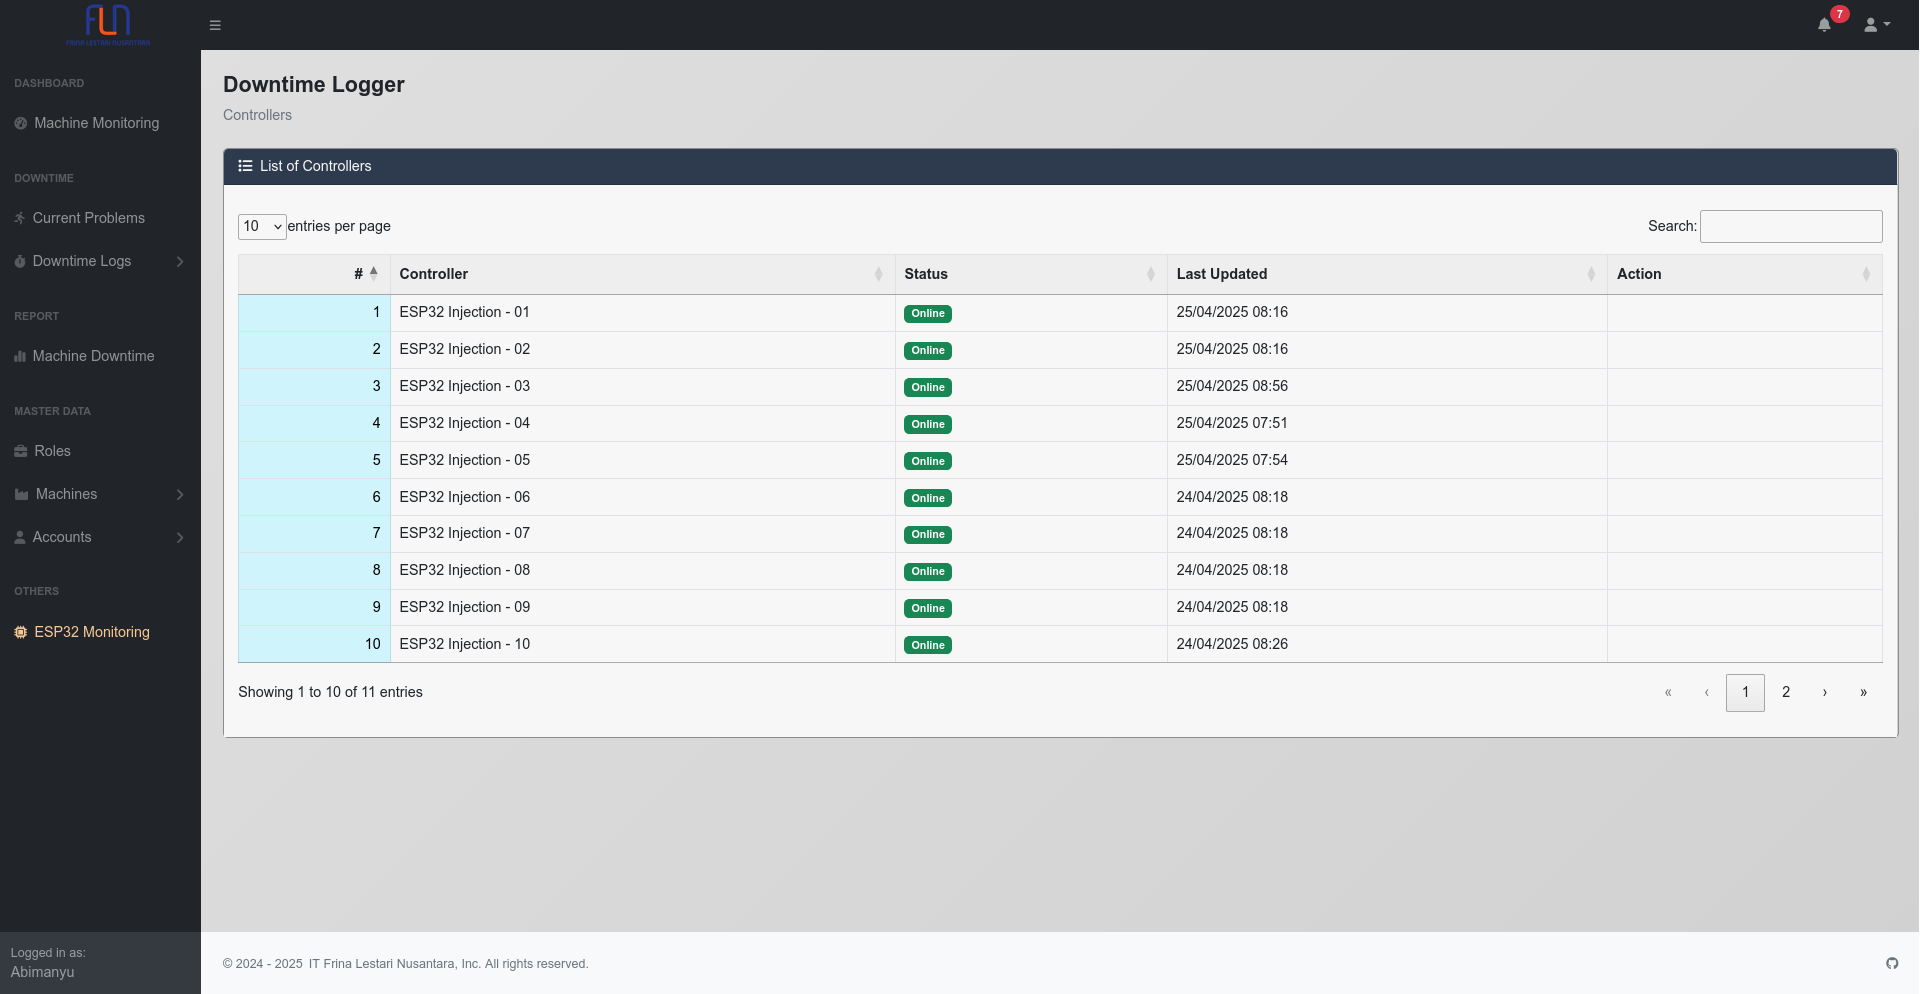 FLN
FRINA LESTARI NUSANTARA
7
DASHBOARD
Machine Monitoring
DOWNTIME
Current Problems
Downtime Logs
REPORT
Machine Downtime
MASTER DATA
Roles
Machines
Accounts
OTHERS
ESP32 Monitoring
Logged in as:
Abimanyu
Downtime Logger
Controllers
List of Controllers
10 entries per page Search:
# Controller Status Last Updated Action
1 ESP32 Injection - 01 Online 25/04/2025 08:16
2 ESP32 Injection - 02 Online 25/04/2025 08:16
3 ESP32 Injection - 03 Online 25/04/2025 08:56
4 ESP32 Injection - 04 Online 25/04/2025 07:51
5 ESP32 Injection - 05 Online 25/04/2025 07:54
6 ESP32 Injection - 06 Online 24/04/2025 08:18
7 ESP32 Injection - 07 Online 24/04/2025 08:18
8 ESP32 Injection - 08 Online 24/04/2025 08:18
9 ESP32 Injection - 09 Online 24/04/2025 08:18
10 ESP32 Injection - 10 Online 24/04/2025 08:26
Showing 1 to 10 of 11 entries « ‹ 1 2 › »
© 2024 - 2025 IT Frina Lestari Nusantara, Inc. All rights reserved.